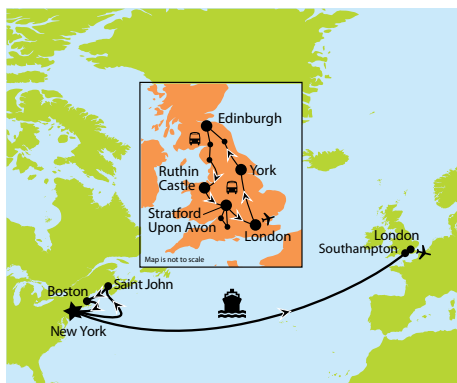 Edinburgh
Ruthin
Castle
York
Stratford
Upon Avon
London
Map is not to scale
London
Southampton
Saint John
Boston
New York